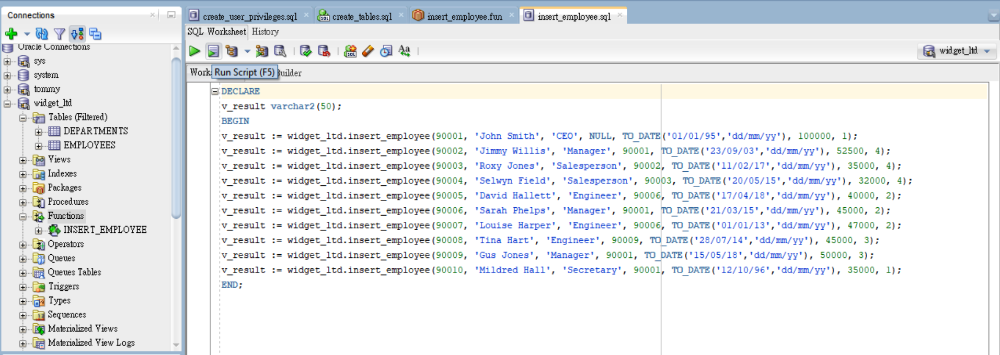 Connections
Oracle Connections
sys
system
tommy
widget_ltd
Tables (Filtered)
DEPARTMENTS
EMPLOYEES
Views
Indexes
Packages
Procedures
Functions
INSERT_EMPLOYEE
Operators
Queues
Queues Tables
Triggers
Types
Sequences
Materialized Views
Materialized View Logs
create_user_privileges.sql create_tables.sql insert_employee.fun insert_employee.sql
SQL Worksheet History
widget_ltd
Run Script (F5)
DECLARE
v_result varchar2(50);
BEGIN
v_result := widget_ltd.insert_employee(90001, 'John Smith', 'CEO', NULL, TO_DATE('01/01/95','dd/mm/yy'), 100000, 1);
v_result := widget_ltd.insert_employee(90002, 'Jimmy Willis', 'Manager', 90001, TO_DATE('23/09/03','dd/mm/yy'), 52500, 4);
v_result := widget_ltd.insert_employee(90003, 'Roxy Jones', 'Salesperson', 90002, TO_DATE('11/02/17','dd/mm/yy'), 35000, 4);
v_result := widget_ltd.insert_employee(90004, 'Selwyn Field', 'Salesperson', 90003, TO_DATE('20/05/15','dd/mm/yy'), 32000, 4);
v_result := widget_ltd.insert_employee(90005, 'David Hallett', 'Engineer', 90006, TO_DATE('17/04/18','dd/mm/yy'), 40000, 2);
v_result := widget_ltd.insert_employee(90006, 'Sarah Phelps', 'Manager', 90001, TO_DATE('21/03/15','dd/mm/yy'), 45000, 2);
v_result := widget_ltd.insert_employee(90007, 'Louise Harper', 'Engineer', 90006, TO_DATE('01/01/13','dd/mm/yy'), 47000, 2);
v_result := widget_ltd.insert_employee(90008, 'Tina Hart', 'Engineer', 90009, TO_DATE('28/07/14','dd/mm/yy'), 45000, 3);
v_result := widget_ltd.insert_employee(90009, 'Gus Jones', 'Manager', 90001, TO_DATE('15/05/18','dd/mm/yy'), 50000, 3);
v_result := widget_ltd.insert_employee(90010, 'Mildred Hall', 'Secretary', 90001, TO_DATE('12/10/96','dd/mm/yy'), 35000, 1);
END;